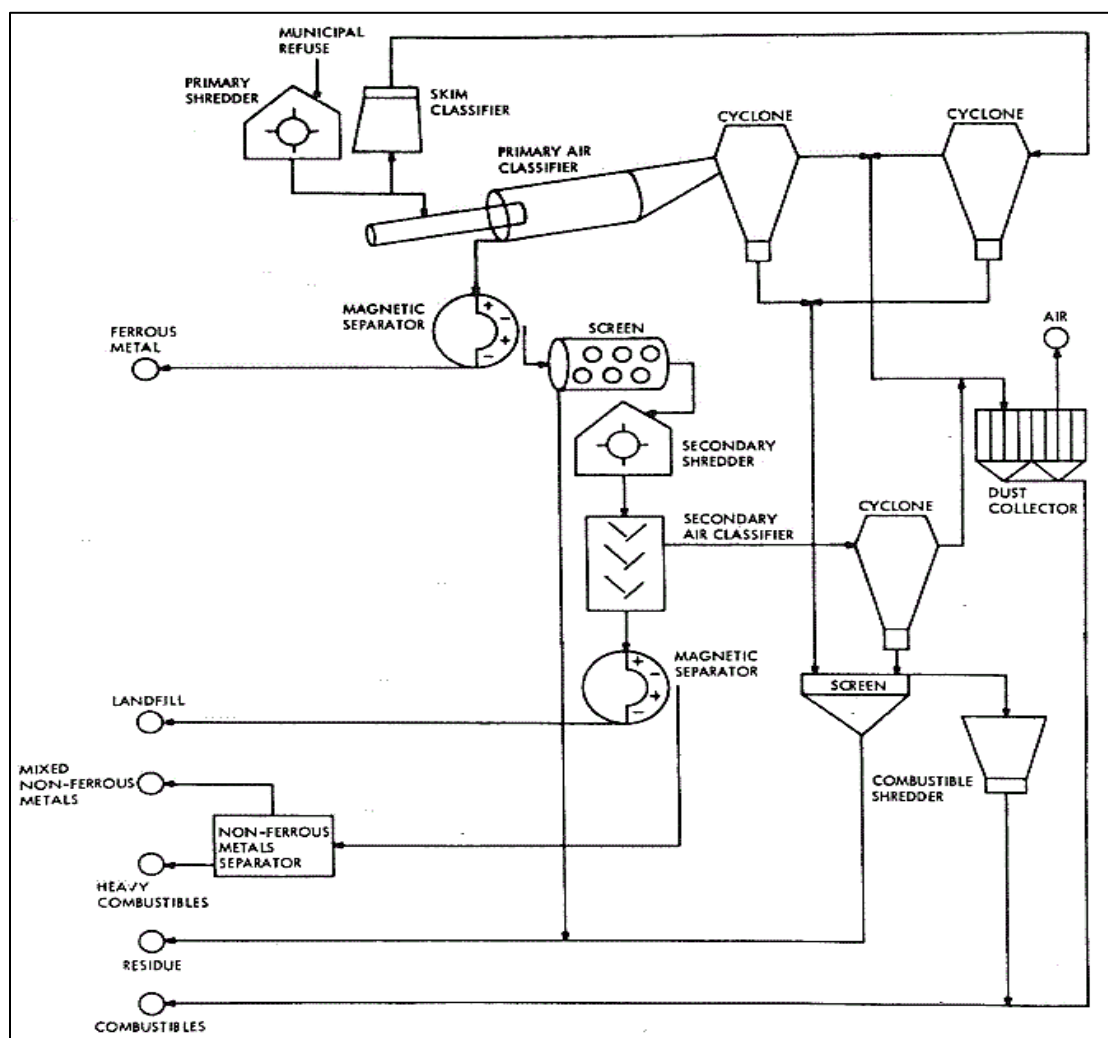 MUNICIPAL
REFUSE
PRIMARY
SHREDDER
SKIM
CLASSIFIER
CYCLONE
CYCLONE
PRIMARY AIR
CLASSIFIER
MAGNETIC
SEPARATOR
SCREEN
AIR
FERROUS
METAL
SECONDARY
SHREDDER
DUST
COLLECTOR
SECONDARY
AIR CLASSIFIER
CYCLONE
MAGNETIC
SEPARATOR
SCREEN
LANDFILL
MIXED
NON-FERROUS
METALS
COMBUSTIBLE
SHREDDER
NON-FERROUS
METALS
SEPARATOR
HEAVY
COMBUSTIBLES
RESIDUE
COMBUSTIBLES